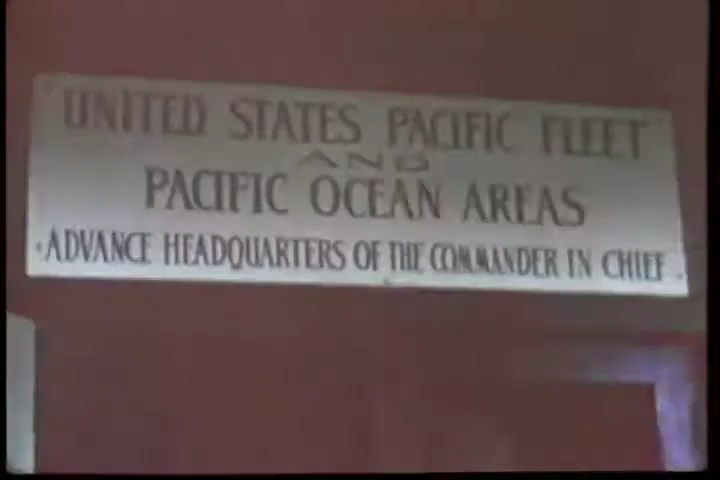 UNITED STATES PACIFIC FLEET
AND
PACIFIC OCEAN AREAS
ADVANCE HEADQUARTERS OF THE COMMANDER IN CHIEF